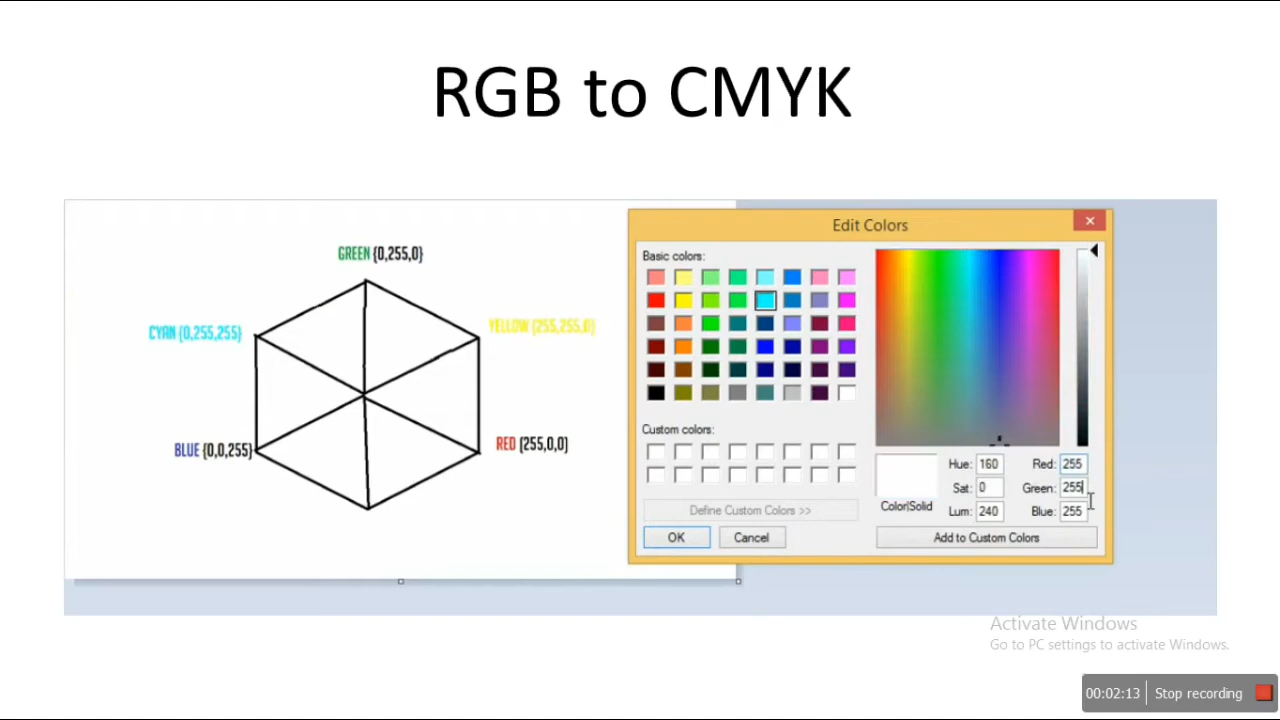 RGB to CMYK
GREEN {0,255,0}
CYAN {0,255,255}
YELLOW {255,255,0}
BLUE {0,0,255}
RED {255,0,0}
Edit Colors
Basic colors:
Custom colors:
Define Custom Colors >>
OK Cancel
Hue: 160 Red: 255
Sat: 0 Green: 255
Color|Solid Lum: 240 Blue: 255
Add to Custom Colors
Activate Windows
Go to PC settings to activate Windows.
00:02:13 Stop recording